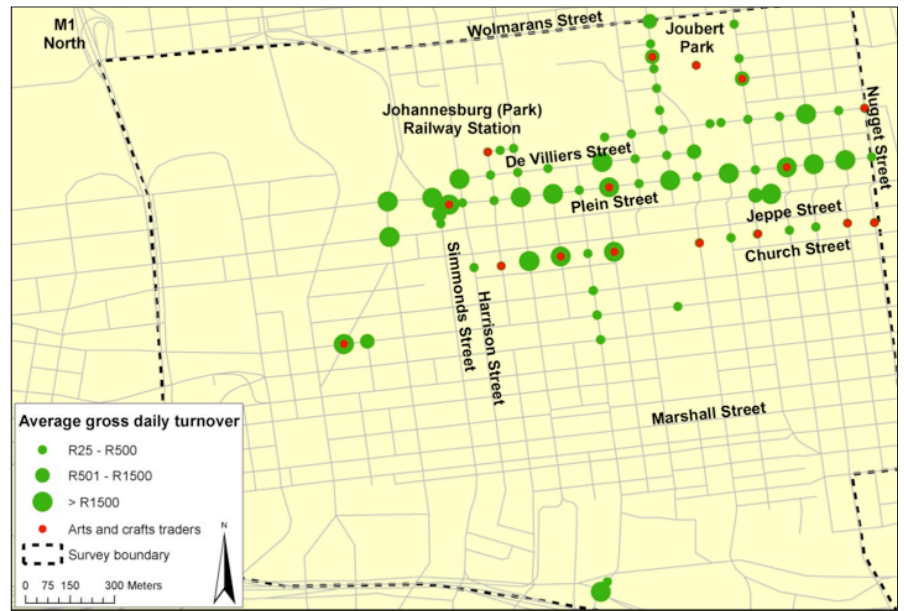 M1
North
Wolmarans Street
Joubert
Park
Johannesburg (Park)
Railway Station
Nugget Street
De Villiers Street
Plein Street
Jeppe Street
Church Street
Simmonds Street
Harrison Street
Marshall Street
Average gross daily turnover
R25 - R500
R501 - R1500
> R1500
Arts and crafts traders
Survey boundary
N
0 75 150 300 Meters